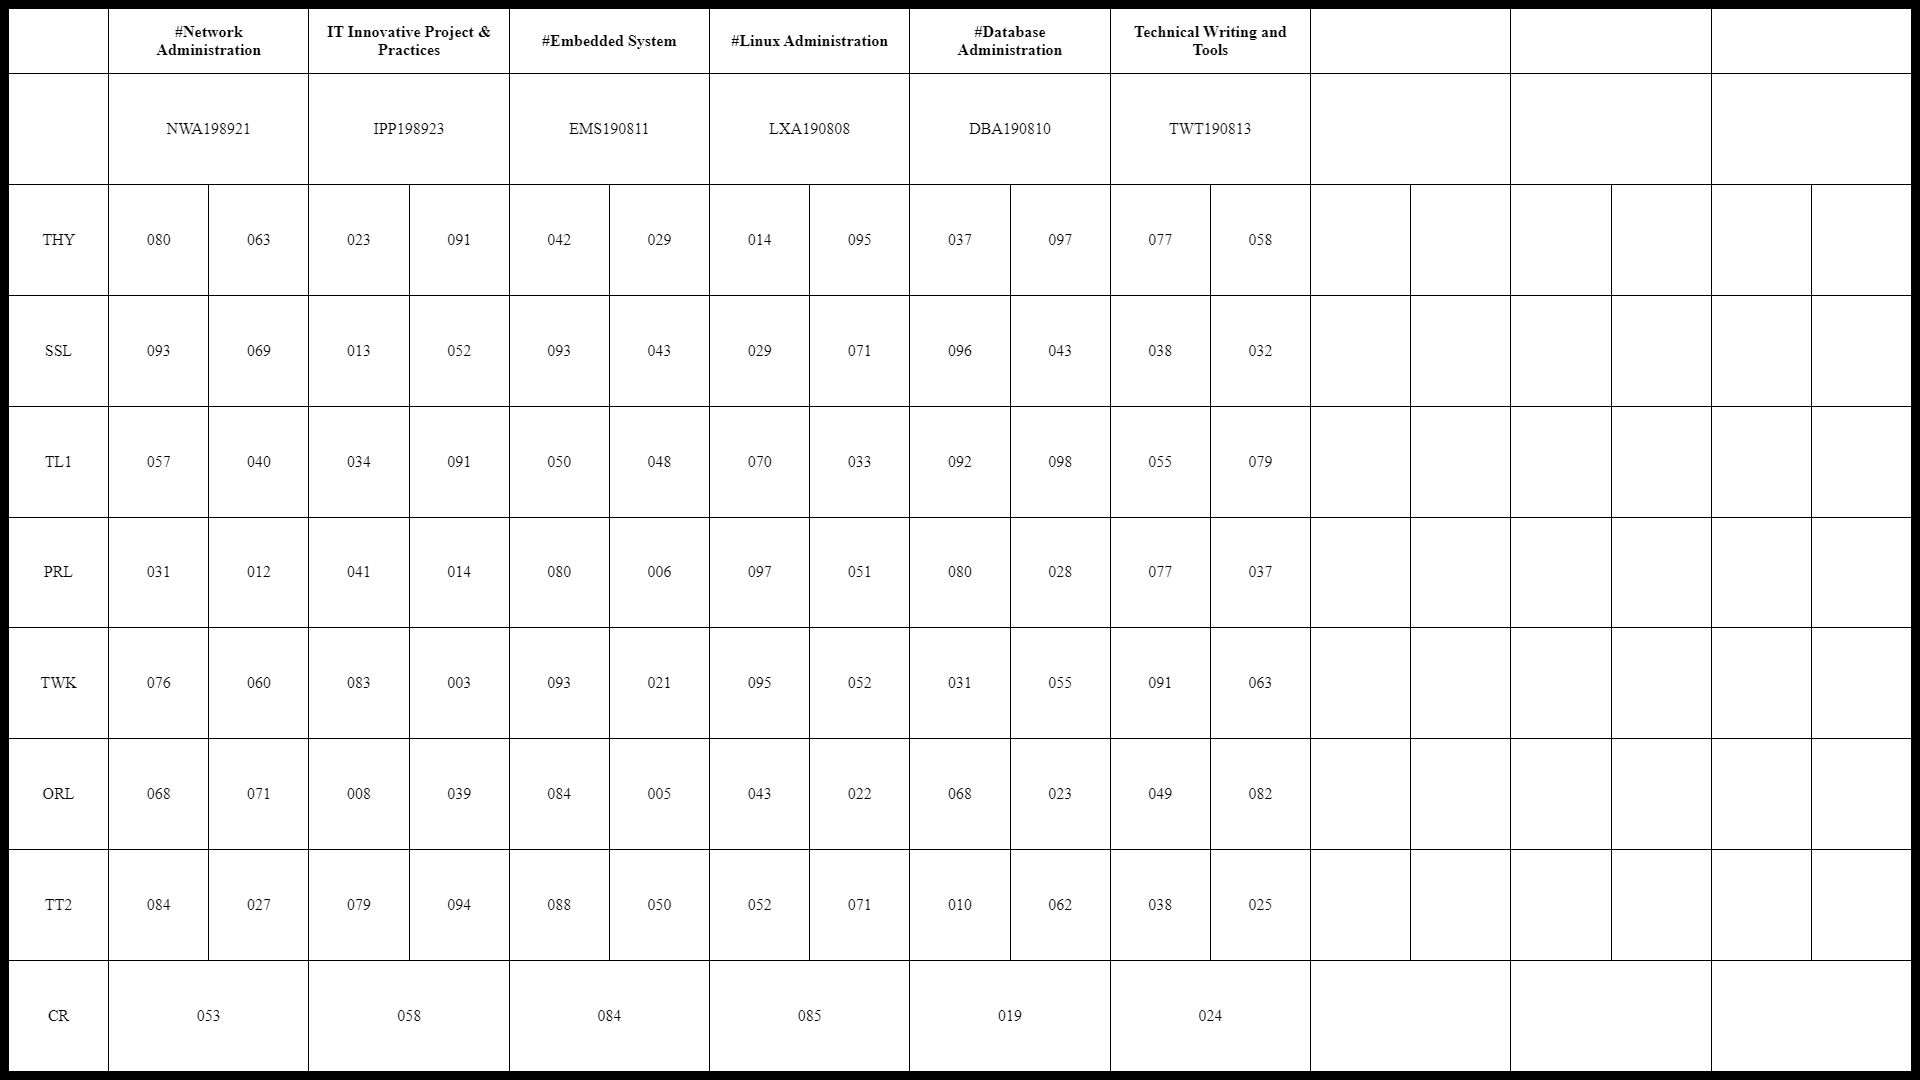 #Network Administration IT Innovative Project & Practices #Embedded System #Linux Administration #Database Administration Technical Writing and Tools
NWA198921 IPP198923 EMS190811 LXA190808 DBA190810 TWT190813
THY 080 063 023 091 042 029 014 095 037 097 077 058
SSL 093 069 013 052 093 043 029 071 096 043 038 032
TL1 057 040 034 091 050 048 070 033 092 098 055 079
PRL 031 012 041 014 080 006 097 051 080 028 077 037
TWK 076 060 083 003 093 021 095 052 031 055 091 063
ORL 068 071 008 039 084 005 043 022 068 023 049 082
TT2 084 027 079 094 088 050 052 071 010 062 038 025
CR 053 058 084 085 019 024